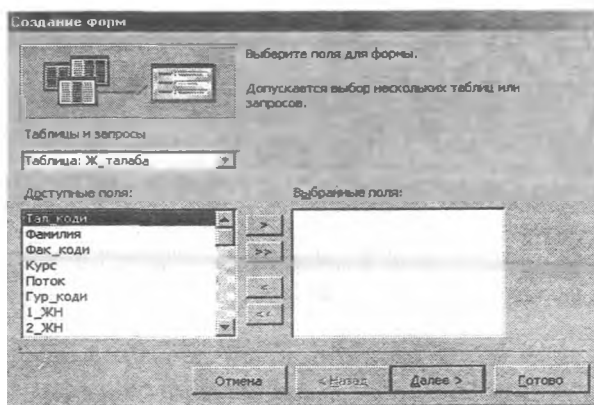 Создание форм
Выберите поля для формы.
Допускается выбор нескольких таблиц или
запросов.
Таблицы и запросы
Таблица: Ж_талаба
Доступные поля:
Выбранные поля:
Тал_коди
Фамилия
Фак_коди
Курс
Поток
Гур_коди
1_ЖН
2_ЖН
>
>>
<
<<
Отмена
< Назад
Далее >
Готово